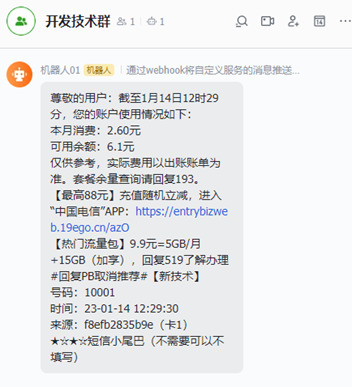 开发技术群 1 1
机器人01 机器人 通过webhook将自定义服务的消息推送...
尊敬的用户：截至1月14日12时29
分，您的账户使用情况如下：
本月消费：2.60元
可用余额：6.1元
仅供参考，实际费用以出账账单为
准。套餐余量查询请回复193。
【最高88元】充值随机立减，进入
“中国电信”APP：https://entrybizwe
b.19ego.cn/azO
【热门流量包】9.9元=5GB/月
+15GB（加享），回复519了解办理
#回复PB取消推荐#【新技术】
号码：10001
时间：23-01-14 12:29:30
来源：f8efb2835b9e（卡1）
★☆★☆短信小尾巴（不需要可以不
填写）